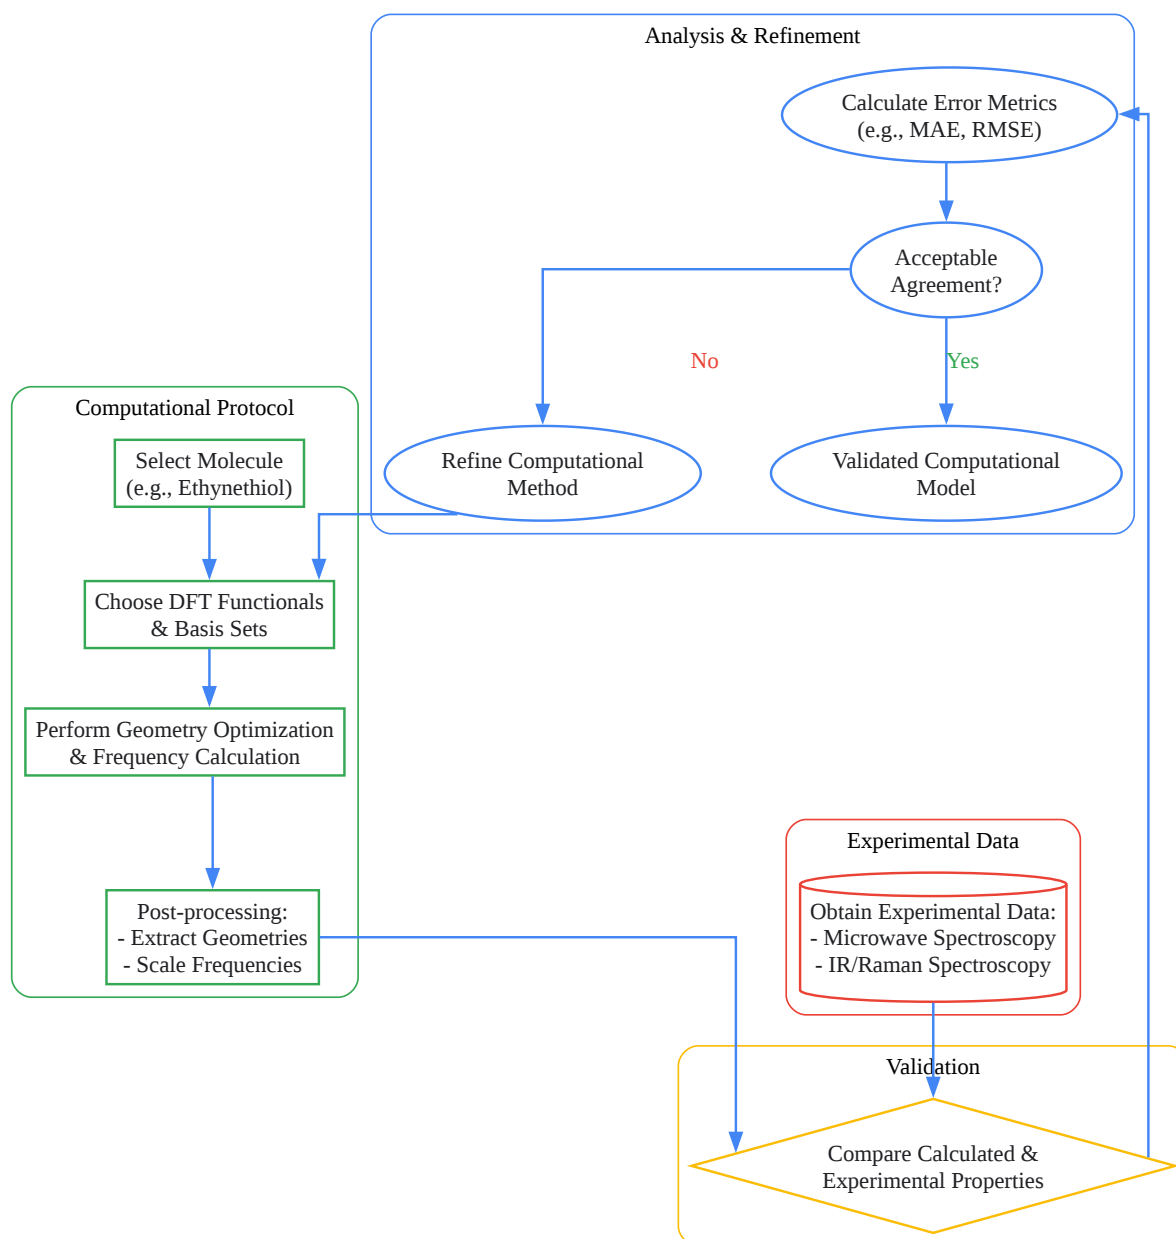 Analysis & Refinement
Calculate Error Metrics
(e.g., MAE, RMSE)
Acceptable
Agreement?
No
Yes
Refine Computational
Method
Validated Computational
Model
Computational Protocol
Select Molecule
(e.g., Ethynethiol)
Choose DFT Functionals
& Basis Sets
Perform Geometry Optimization
& Frequency Calculation
Post-processing:
- Extract Geometries
- Scale Frequencies
Experimental Data
Obtain Experimental Data:
- Microwave Spectroscopy
- IR/Raman Spectroscopy
Validation
Compare Calculated &
Experimental Properties